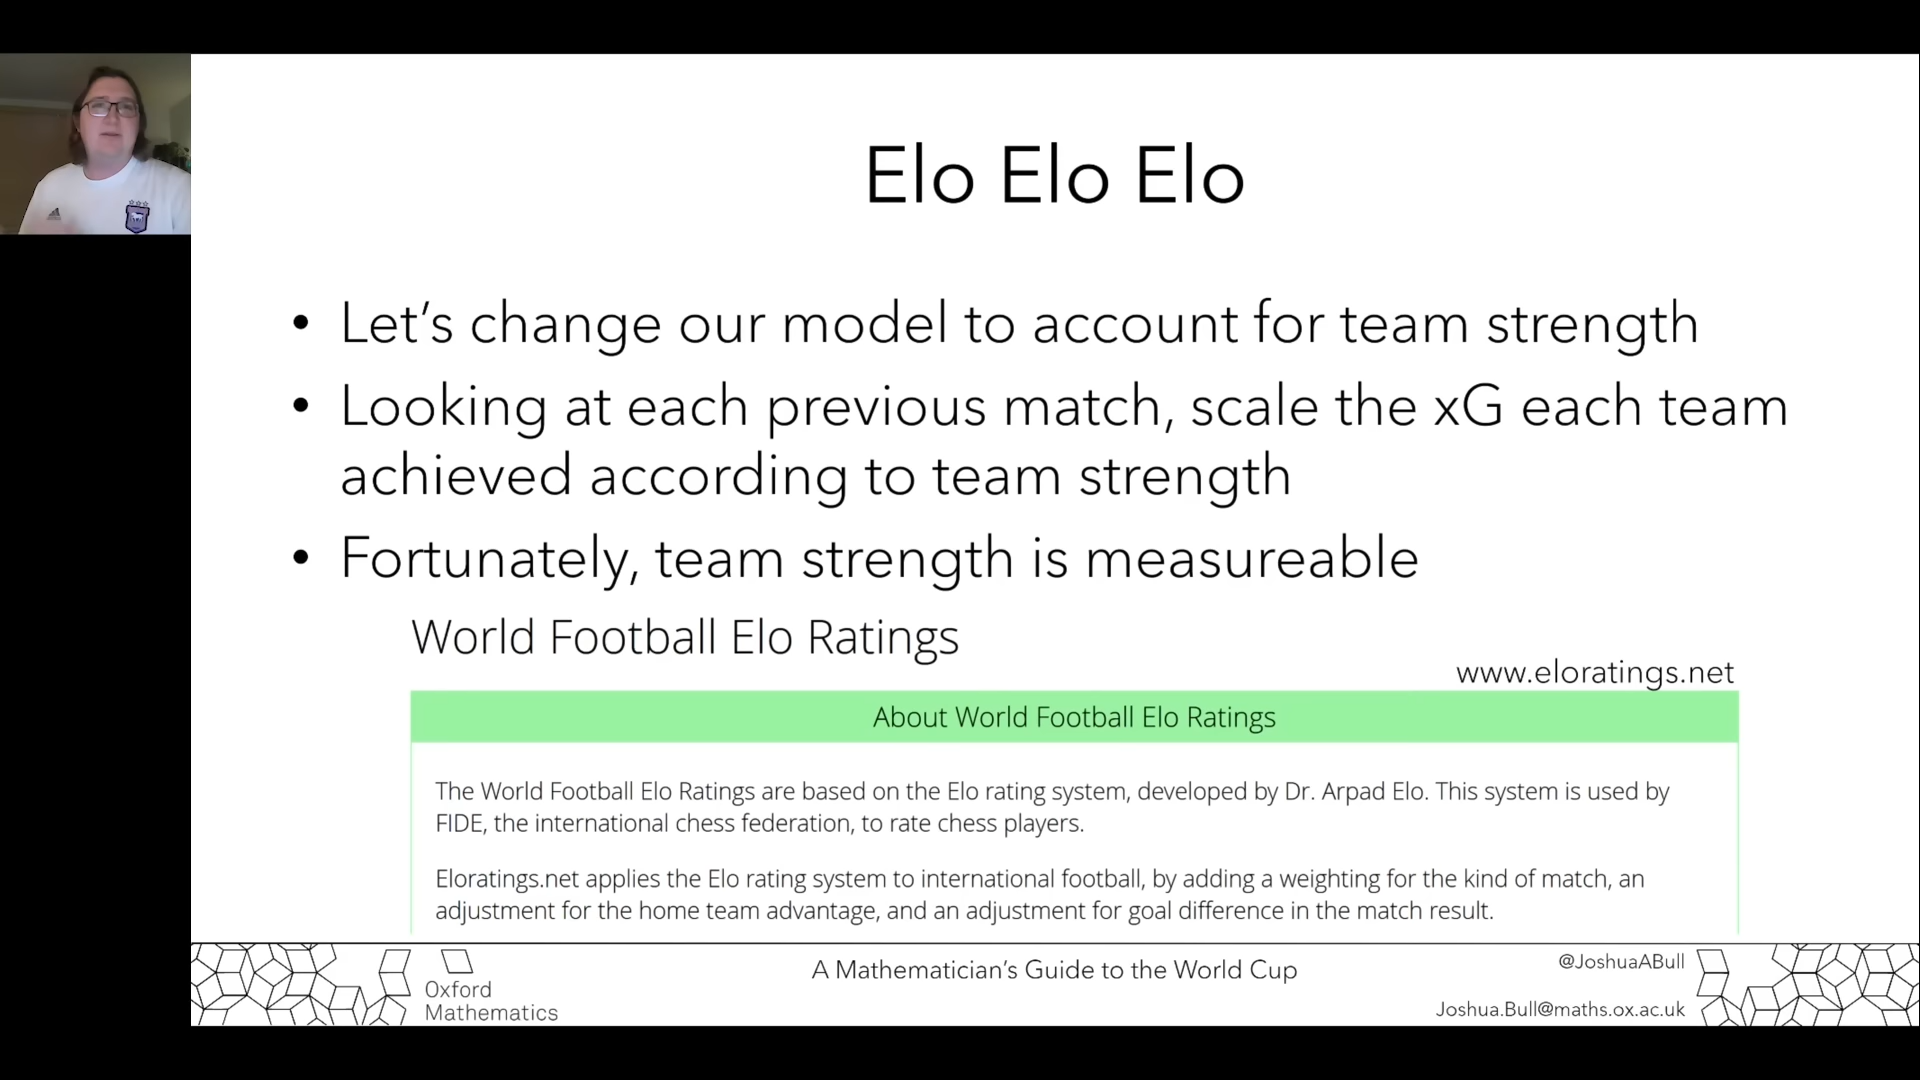 Elo Elo Elo
• Let’s change our model to account for team strength
• Looking at each previous match, scale the xG each team
achieved according to team strength
• Fortunately, team strength is measureable
World Football Elo Ratings
www.eloratings.net
About World Football Elo Ratings
The World Football Elo Ratings are based on the Elo rating system, developed by Dr. Arpad Elo. This system is used by
FIDE, the international chess federation, to rate chess players.
Eloratings.net applies the Elo rating system to international football, by adding a weighting for the kind of match, an
adjustment for the home team advantage, and an adjustment for goal difference in the match result.
Oxford
Mathematics
A Mathematician’s Guide to the World Cup
@JoshuaABull
Joshua.Bull@maths.ox.ac.uk